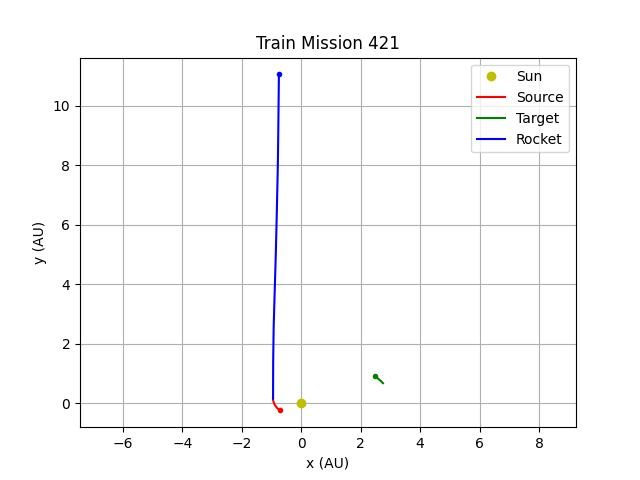 Train Mission 421
Sun
Source
Target
Rocket
10
8
6
4
2
0
y (AU)
−6
−4
−2
0
2
4
6
8
x (AU)